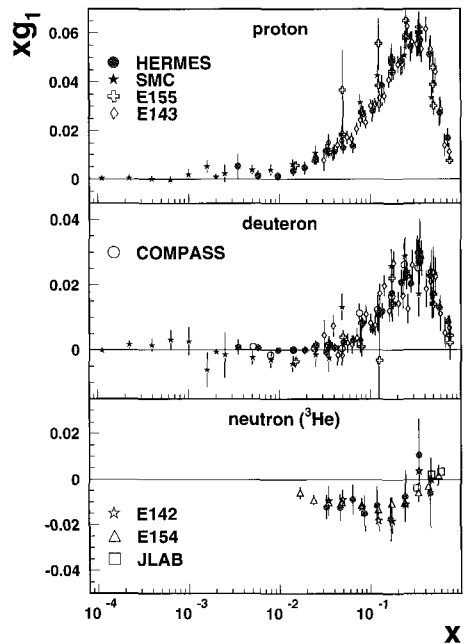 xg₁
proton
0.06
0.04
0.02
0
HERMES
SMC
E155
E143
deuteron
0.04
0.02
0
COMPASS
neutron (³He)
0.02
0
-0.02
-0.04
E142
E154
JLAB
10⁻⁴ 10⁻³ 10⁻² 10⁻¹
x